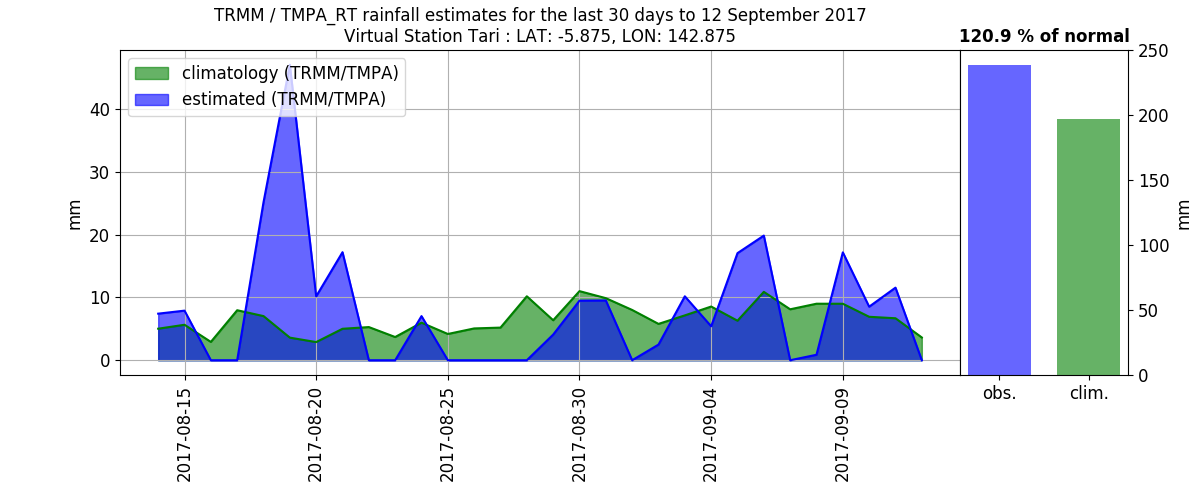 TRMM / TMPA_RT rainfall estimates for the last 30 days to 12 September 2017
Virtual Station Tari : LAT: -5.875, LON: 142.875
120.9 % of normal
climatology (TRMM/TMPA)
estimated (TRMM/TMPA)
mm
40
30
20
10
0
2017-08-15
2017-08-20
2017-08-25
2017-08-30
2017-09-04
2017-09-09
250
200
150
100
50
0
mm
obs.
clim.